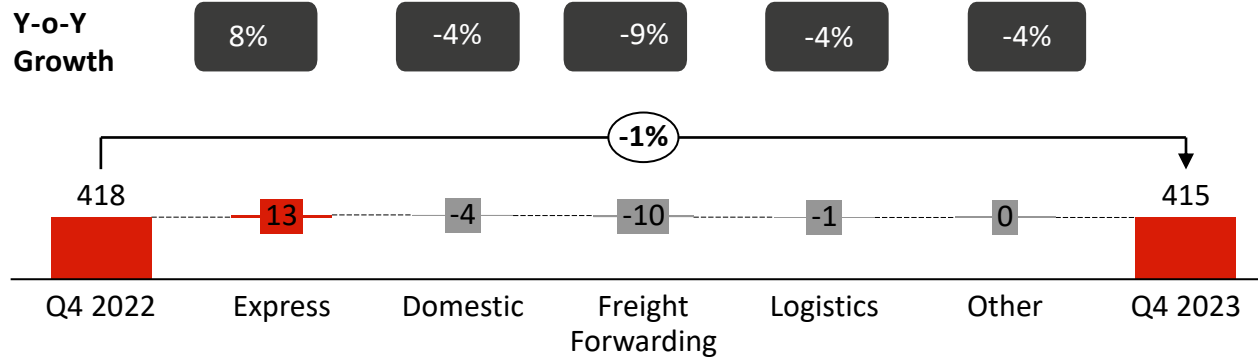 Y-o-Y
Growth
8%
-4%
-9%
-4%
-4%
-1%
418
13
-4
-10
-1
0
415
Q4 2022
Express
Domestic
Freight
Forwarding
Logistics
Other
Q4 2023